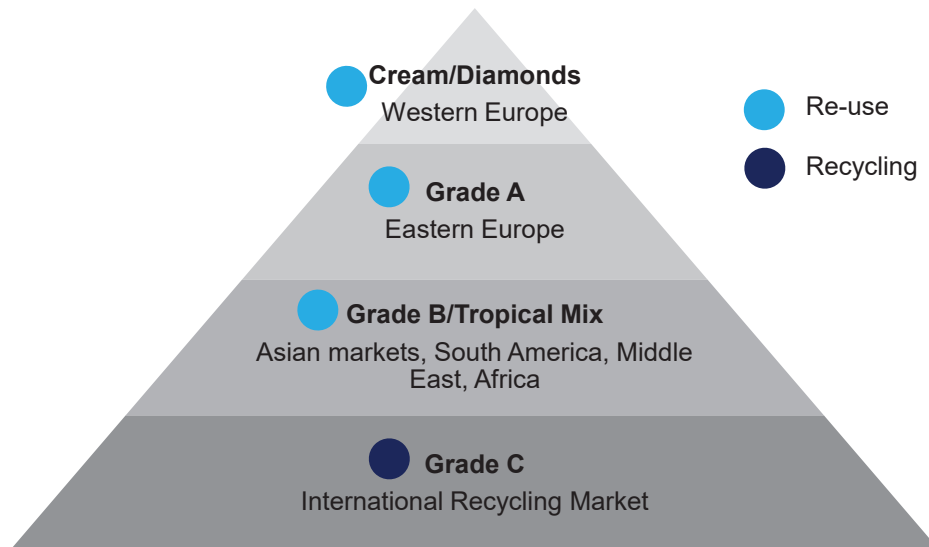 Cream/Diamonds
Western Europe
Re-use
Recycling
Grade A
Eastern Europe
Grade B/Tropical Mix
Asian markets, South America, Middle
East, Africa
Grade C
International Recycling Market